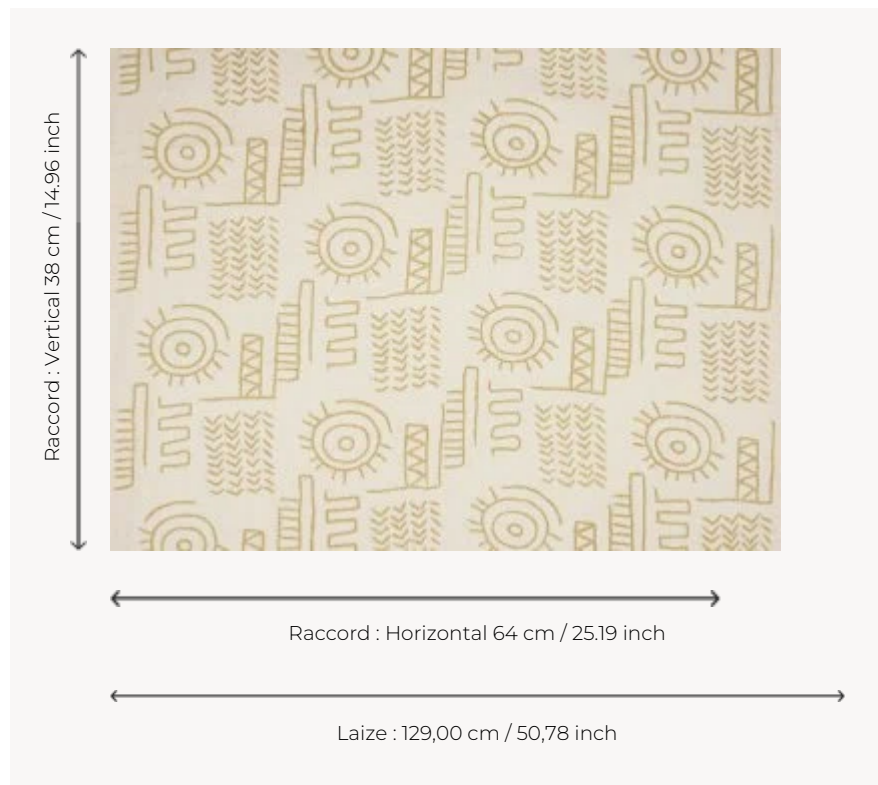 Raccord : Vertical 38 cm / 14.96 inch
Raccord : Horizontal 64 cm / 25.19 inch
Laize : 129,00 cm / 50,78 inch